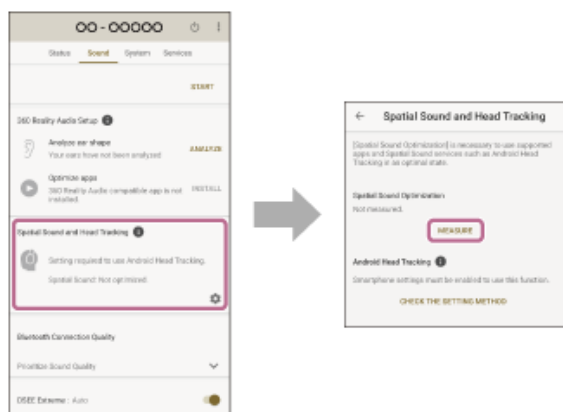 OO-OOOOO
Status Sound System Services
START
360 Reality Audio Setup
Analyze ear shape
Your ears have not been analyzed
ANALYZE
Optimize apps
360 Reality Audio compatible app is not
installed.
INSTALL
Spatial Sound and Head Tracking
Setting required to use Android Head Tracking.
Spatial Sound: Not optimized.
Bluetooth Connection Quality
Prioritize Sound Quality
DSEE Extreme : Auto
Spatial Sound and Head Tracking
[Spatial Sound Optimization] is necessary to use supported
apps and Spatial Sound services such as Android Head
Tracking in an optimal state.
Spatial Sound Optimization
Not measured.
MEASURE
Android Head Tracking
Smartphone settings must be enabled to use this function.
CHECK THE SETTING METHOD